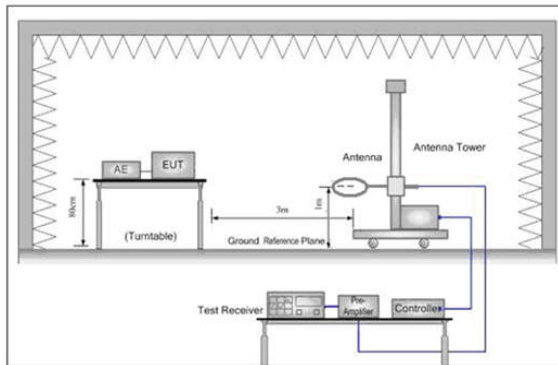 AE
EUT
80cm
(Turntable)
3m
1m
Antenna
Antenna Tower
Ground Reference Plane
Test Receiver
Pre-
Amplifier
Controller